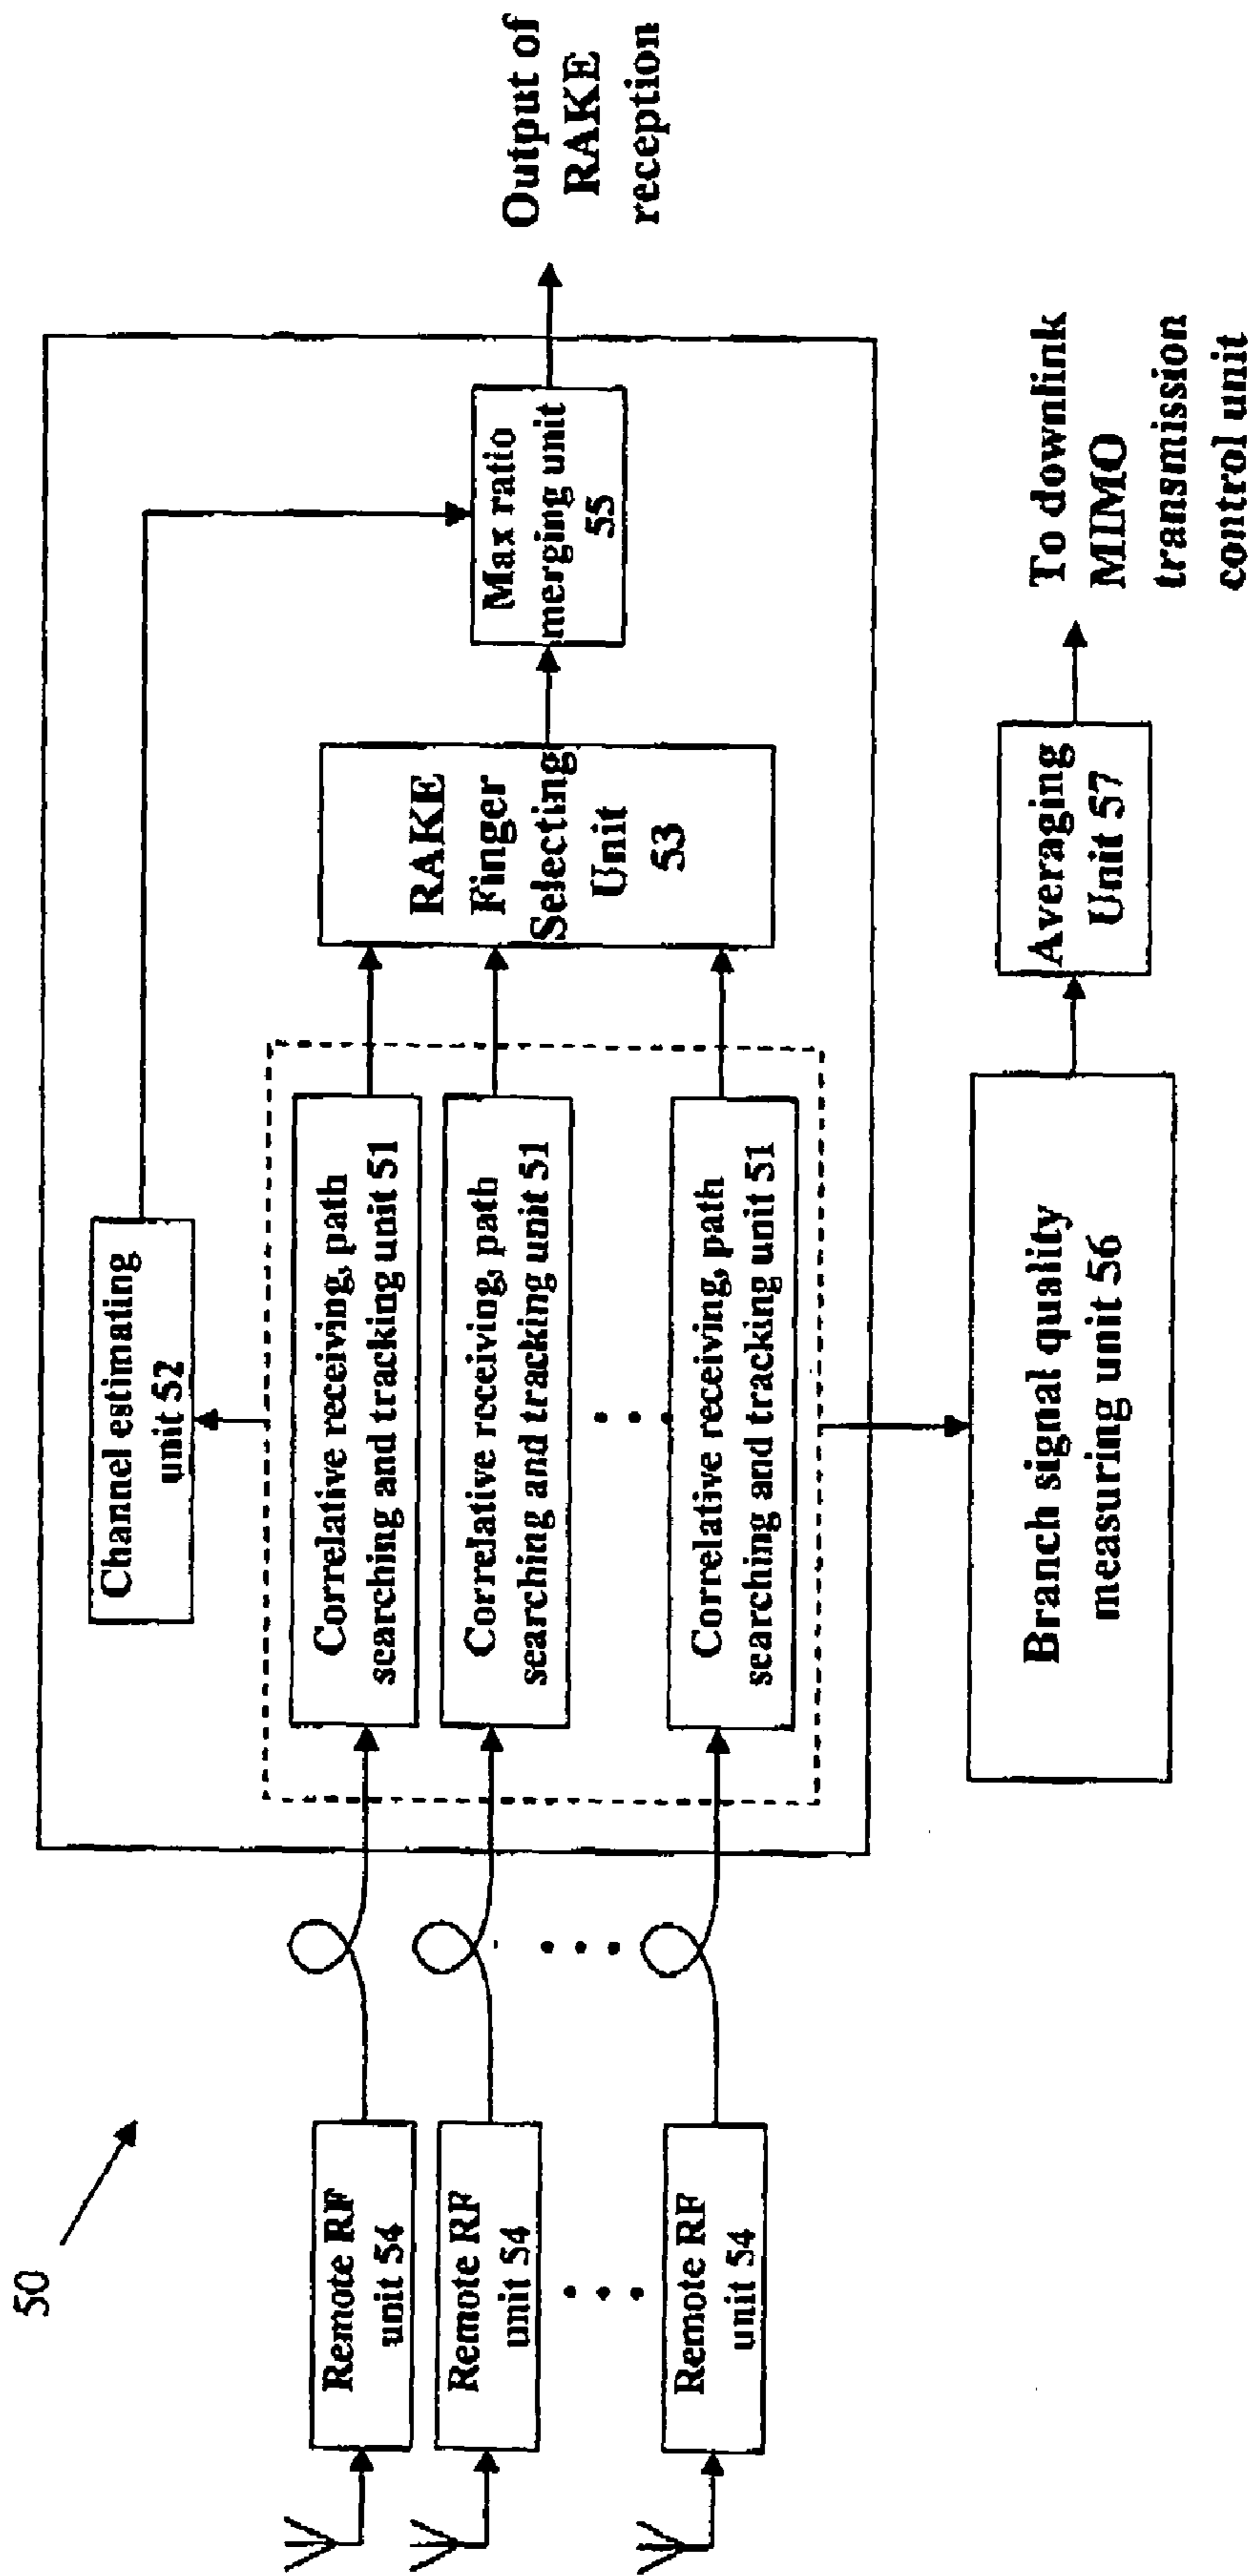 50
Remote RF
unit 54
Remote RF
unit 54
Remote RF
unit 54
Channel estimating
unit 52
Correlative receiving, path
searching and tracking unit 51
Correlative receiving, path
searching and tracking unit 51
Correlative receiving, path
searching and tracking unit 51
RAKE
Finger
Selecting
Unit
53
Max ratio
merging unit
55
Output of
RAKE
reception
Branch signal quality
measuring unit 56
Averaging
Unit 57
To downlink
MIMO
transmission
control unit